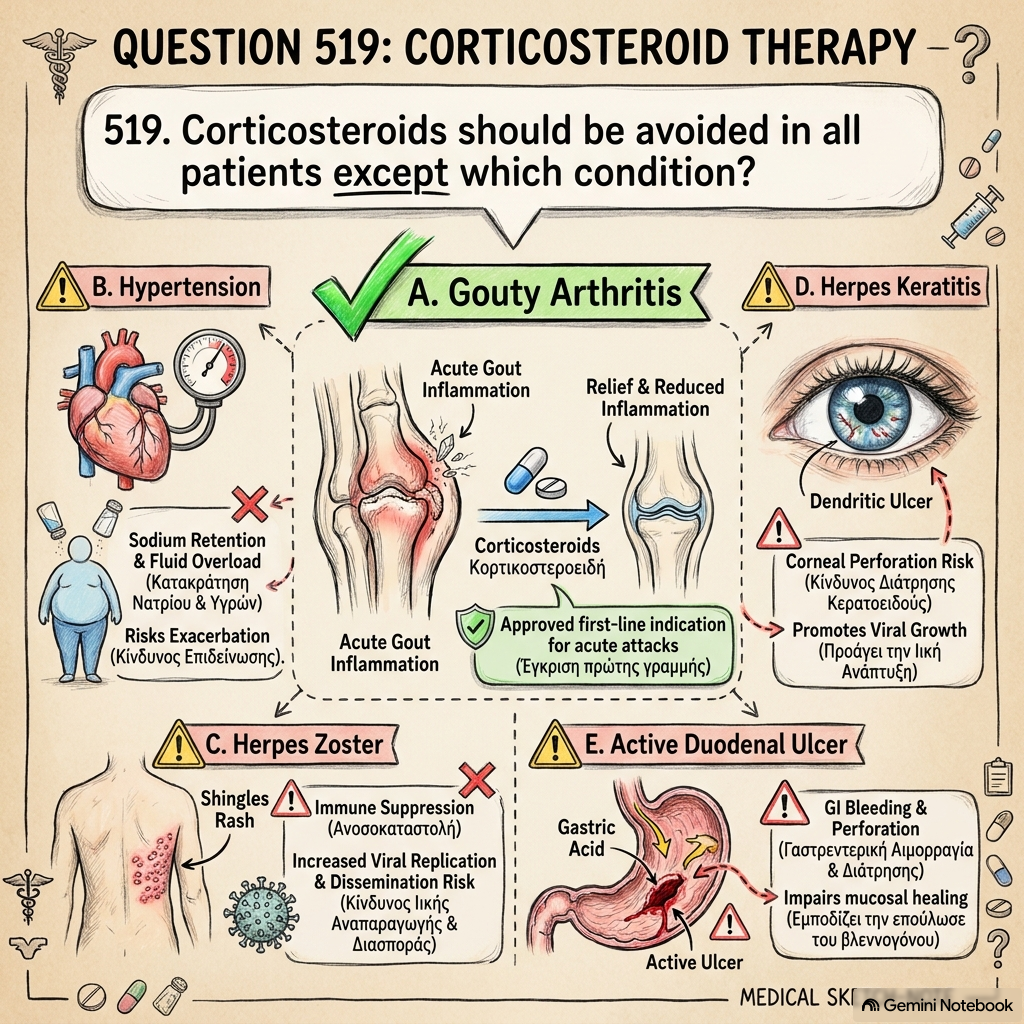 QUESTION 519: CORTICOSTEROID THERAPY
519. Corticosteroids should be avoided in all
patients except which condition?
B. Hypertension
A. Gouty Arthritis
D. Herpes Keratitis
Acute Gout
Inflammation
Relief & Reduced
Inflammation
Dendritic Ulcer
Sodium Retention
& Fluid Overload
(Κατακράτηση
Νατρίου & Υγρών)
Risks Exacerbation
(Κίνδυνος Επιδείνωσης).
Corticosteroids
Κορτικοστεροειδή
Acute Gout
Inflammation
Approved first-line indication
for acute attacks
(Έγκριση πρώτης γραμμής)
Corneal Perforation Risk
(Κίνδυνος Διάτρησης
Κερατοειδούς)
Promotes Viral Growth
(Προάγει την Ιική
Ανάπτυξη)
C. Herpes Zoster
Shingles
Rash
Immune Suppression
(Ανοσοκαταστολή)
Increased Viral Replication
& Dissemination Risk
(Κίνδυνος Ιικής
Αναπαραγωγής &
Διασποράς)
E. Active Duodenal Ulcer
Gastric
Acid
Active Ulcer
GI Bleeding &
Perforation
(Γαστρεντερική Αιμορραγία
& Διάτρησης)
Impairs mucosal healing
(Εμποδίζει την επούλωσε
του βλεννογόνου)
MEDICAL SK
Gemini Notebook